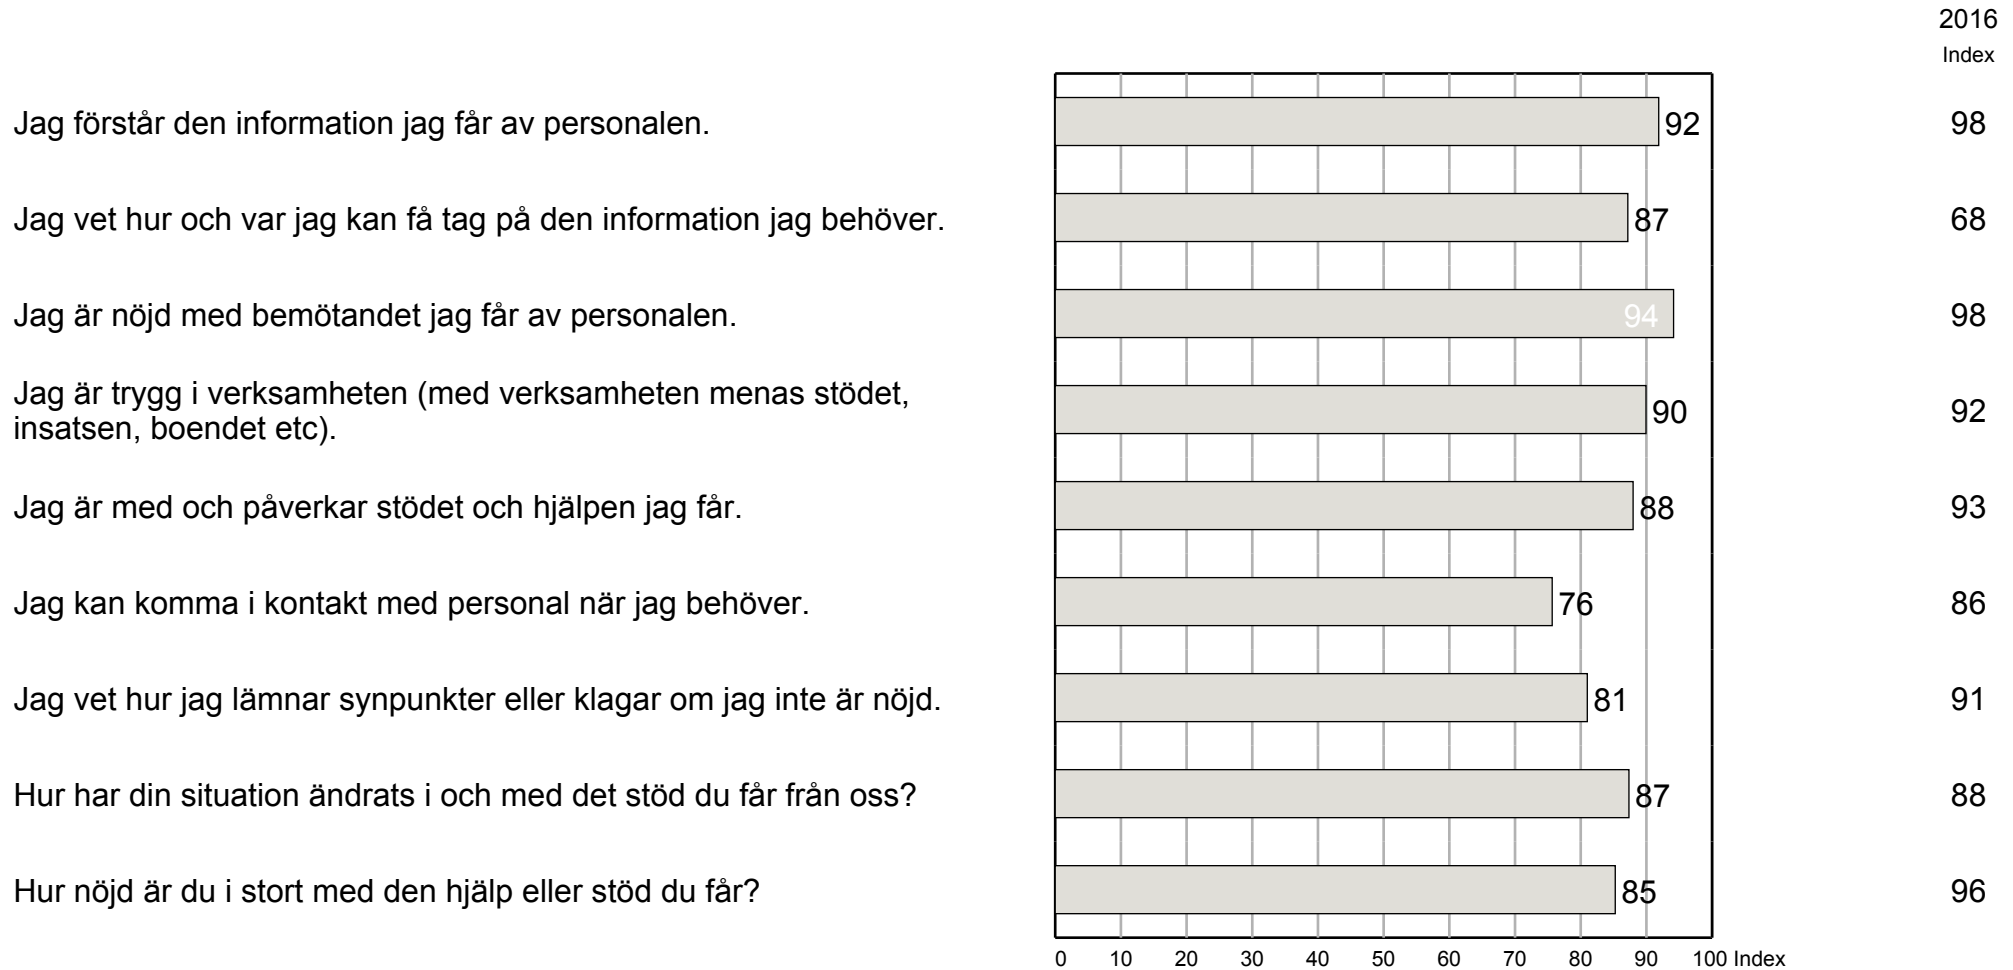 2016
Index
Jag förstår den information jag får av personalen. 92 98
Jag vet hur och var jag kan få tag på den information jag behöver. 87 68
Jag är nöjd med bemötandet jag får av personalen. 94 98
Jag är trygg i verksamheten (med verksamheten menas stödet,
insatsen, boendet etc). 90 92
Jag är med och påverkar stödet och hjälpen jag får. 88 93
Jag kan komma i kontakt med personal när jag behöver. 76 86
Jag vet hur jag lämnar synpunkter eller klagar om jag inte är nöjd. 81 91
Hur har din situation ändrats i och med det stöd du får från oss? 87 88
Hur nöjd är du i stort med den hjälp eller stöd du får? 85 96
0 10 20 30 40 50 60 70 80 90 100 Index